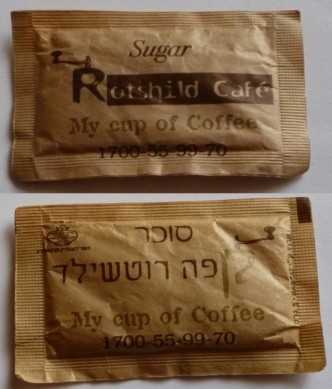 Sugar
Rotshild Café
My cup of Coffee
1700-55-99-70
סוכר
קפה רוטשילד
My cup of Coffee
1700-55-99-70